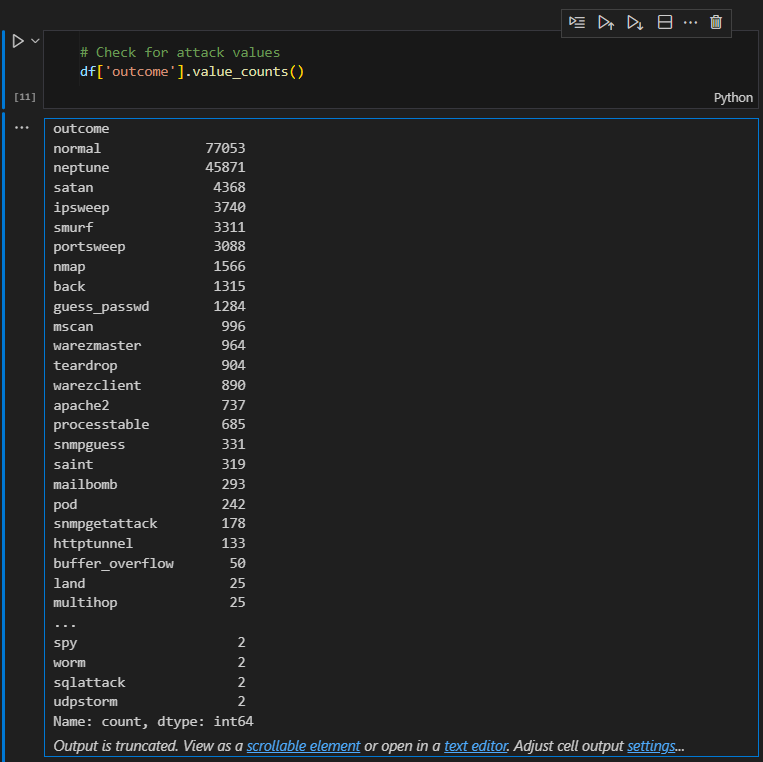 # Check for attack values
df['outcome'].value_counts()
[11]
Python
...
outcome
normal 77053
neptune 45871
satan 4368
ipsweep 3740
smurf 3311
portsweep 3088
nmap 1566
back 1315
guess_passwd 1284
mscan 996
warezmaster 964
teardrop 904
warezclient 890
apache2 737
processtable 685
snmpguess 331
saint 319
mailbomb 293
pod 242
snmpgetattack 178
httptunnel 133
buffer_overflow 50
land 25
multihop 25
...
spy 2
worm 2
sqlattack 2
udpstorm 2
Name: count, dtype: int64
Output is truncated. View as a scrollable element or open in a text editor. Adjust cell output settings...